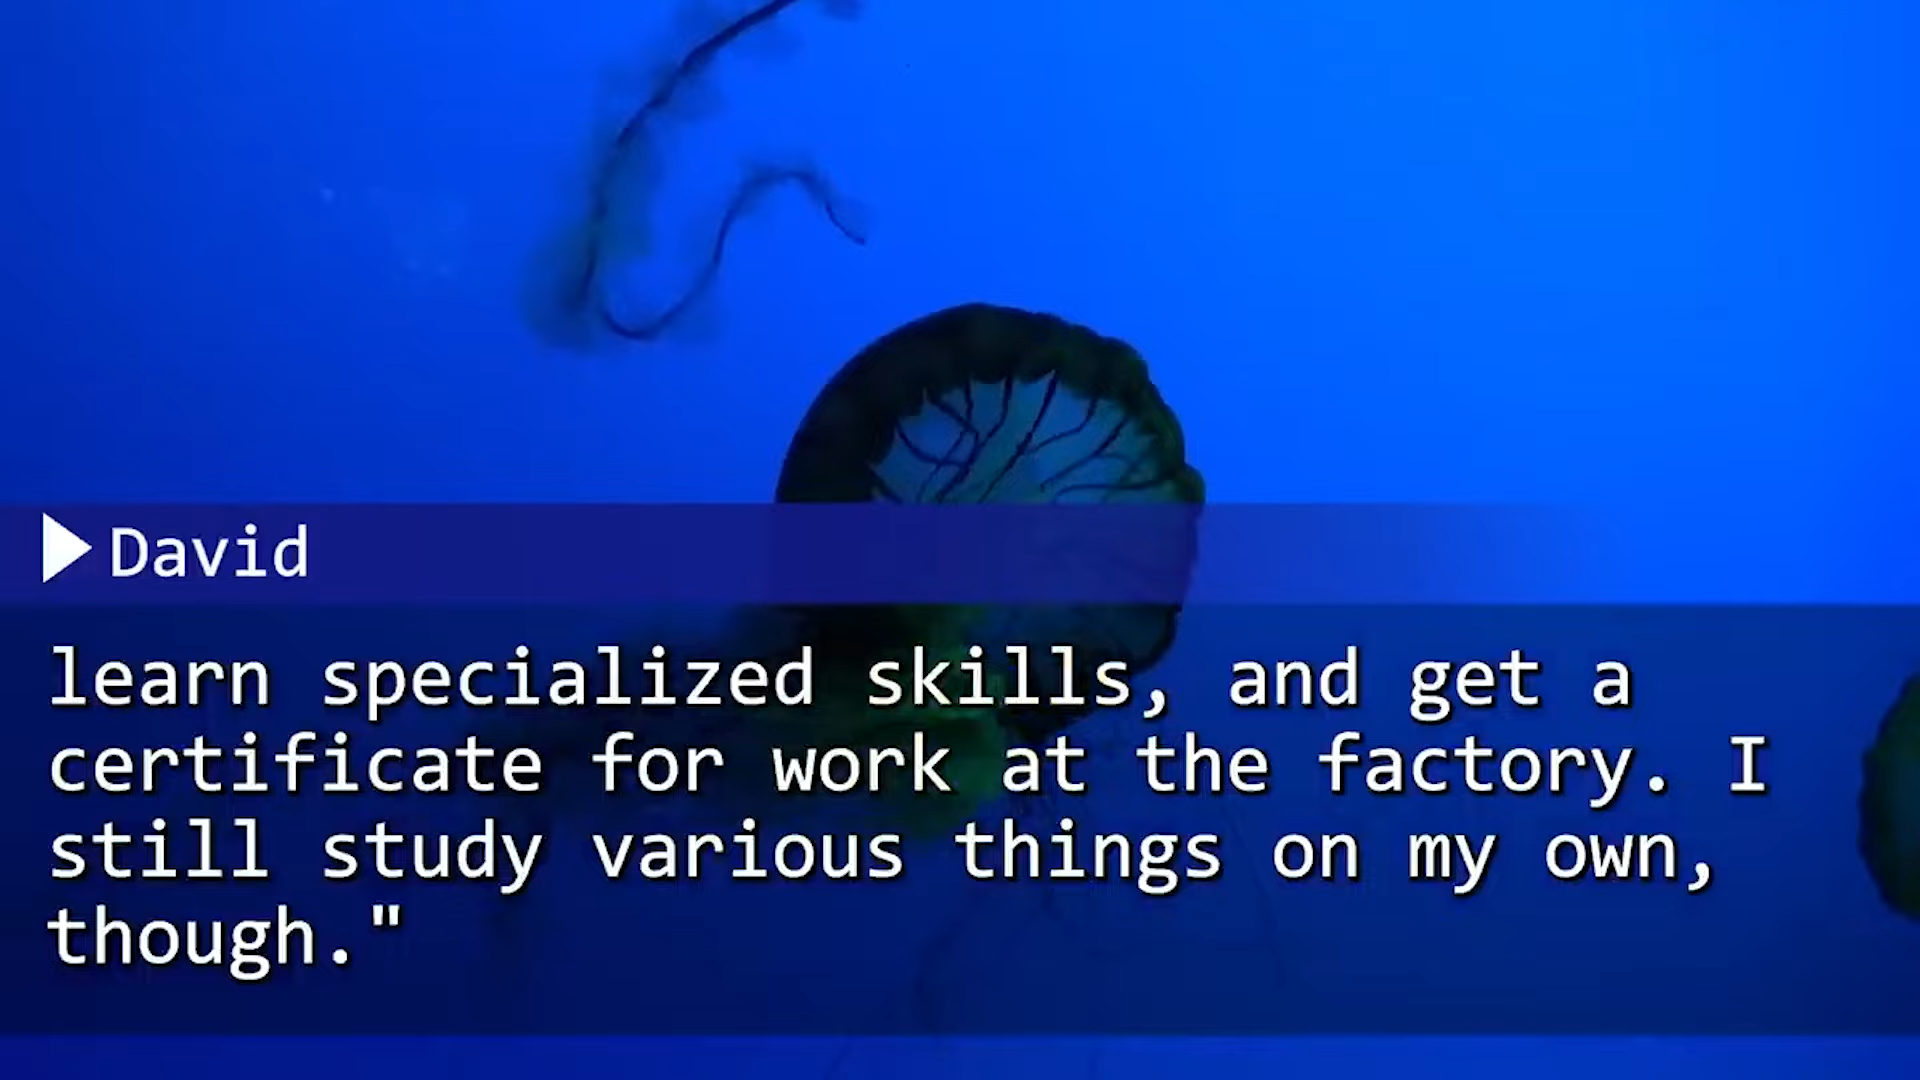 David
learn specialized skills, and get a
certificate for work at the factory. I
still study various things on my own,
though."